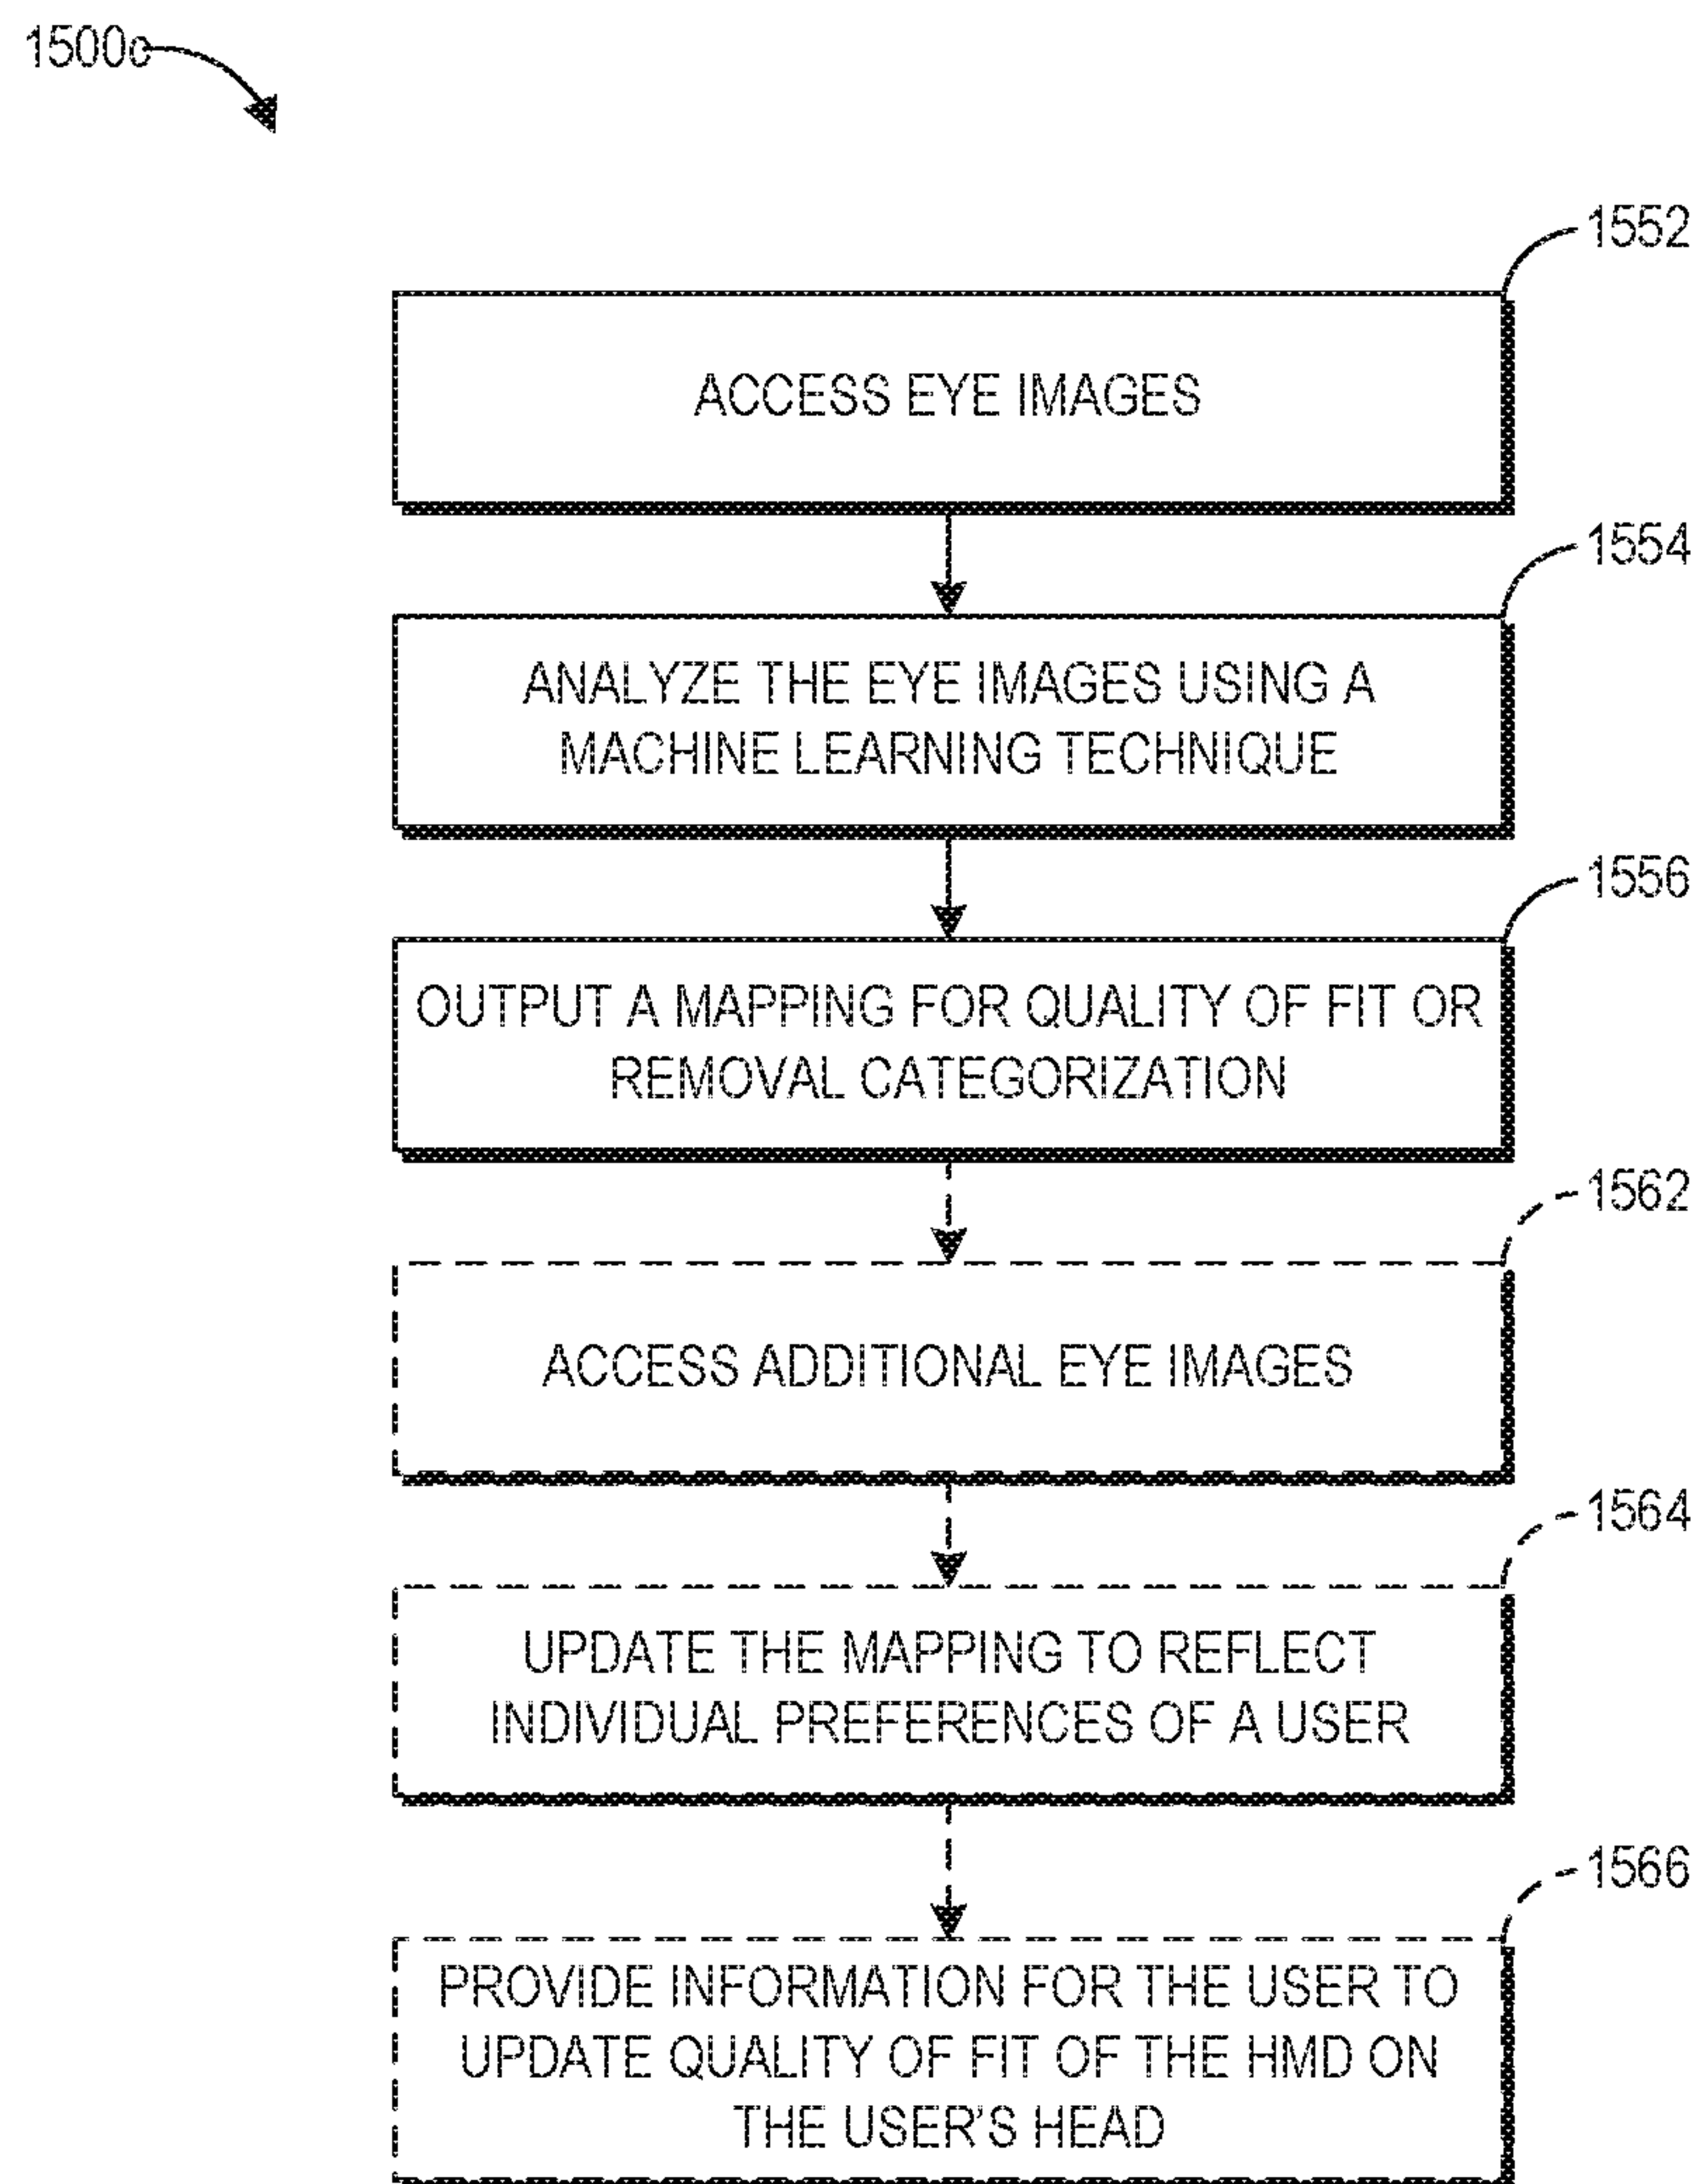 1500c
1552
ACCESS EYE IMAGES
1554
ANALYZE THE EYE IMAGES USING A
MACHINE LEARNING TECHNIQUE
1556
OUTPUT A MAPPING FOR QUALITY OF FIT OR
REMOVAL CATEGORIZATION
1562
ACCESS ADDITIONAL EYE IMAGES
1564
UPDATE THE MAPPING TO REFLECT
INDIVIDUAL PREFERENCES OF A USER
1566
PROVIDE INFORMATION FOR THE USER TO
UPDATE QUALITY OF FIT OF THE HMD ON
THE USER'S HEAD